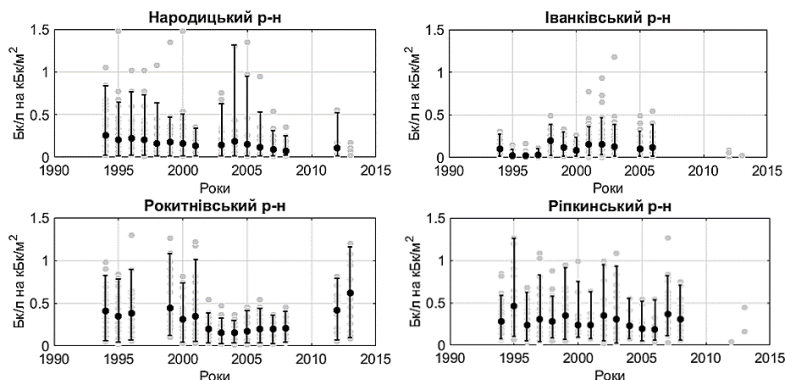 Народицький р-н
Бк/л на кБк/м²
1.5
1
0.5
0
1990 1995 2000 2005 2010 2015
Роки
Іванківський р-н
Бк/л на кБк/м²
1.5
1
0.5
0
1990 1995 2000 2005 2010 2015
Роки
Рокитнівський р-н
Бк/л на кБк/м²
1.5
1
0.5
0
1990 1995 2000 2005 2010 2015
Роки
Ріпкинський р-н
Бк/л на кБк/м²
1.5
1
0.5
0
1990 1995 2000 2005 2010 2015
Роки